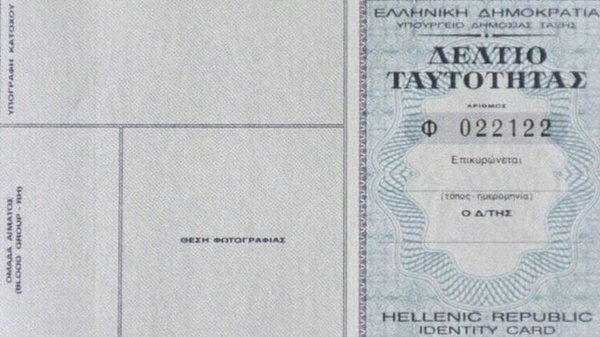 ΥΠΟΓΡΑΦΗ ΚΑΤΟΧΟΥ
ΟΜΑΔΑ ΑΙΜΑΤΟΣ
(BLOOD GROUP - RH)
ΘΕΣΗ ΦΩΤΟΓΡΑΦΙΑΣ
ΕΛΛΗΝΙΚΗ ΔΗΜΟΚΡΑΤΙΑ
ΥΠΟΥΡΓΕΙΟ ΔΗΜΟΣΙΑΣ ΤΑΞΗΣ
ΔΕΛΤΙΟ
ΤΑΥΤΟΤΗΤΑΣ
ΑΡΙΘΜΟΣ
Φ 022122
Επικυρώνεται
(τόπος - ημερομηνία)
Ο Δ/ΤΗΣ
HELLENIC REPUBLIC
IDENTITY CARD